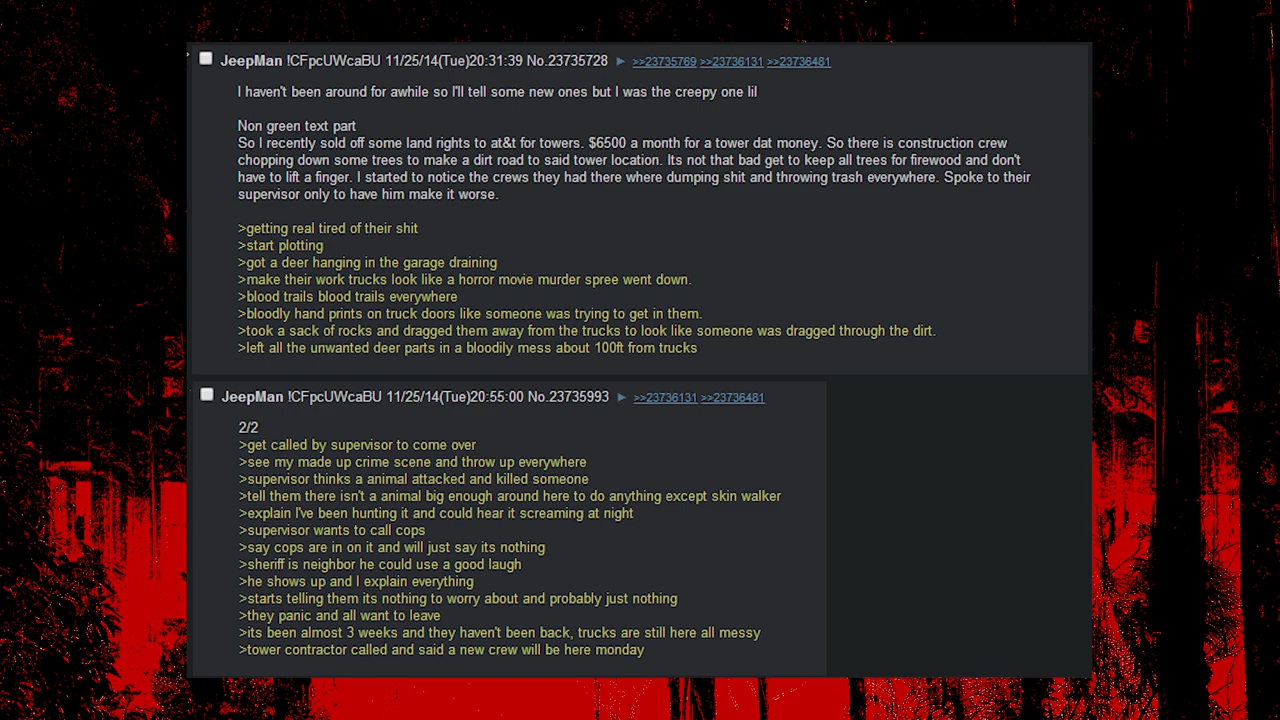 JeepMan !CFpcUWcaBU 11/25/14(Tue)20:31:39 No.23735728 ▶ >>23735769 >>23736131 >>23736481
I haven't been around for awhile so I'll tell some new ones but I was the creepy one lil
Non green text part
So I recently sold off some land rights to at&t for towers. $6500 a month for a tower dat money. So there is construction crew
chopping down some trees to make a dirt road to said tower location. Its not that bad get to keep all trees for firewood and don't
have to lift a finger. I started to notice the crews they had there where dumping shit and throwing trash everywhere. Spoke to their
supervisor only to have him make it worse.
>getting real tired of their shit
>start plotting
>got a deer hanging in the garage draining
>make their work trucks look like a horror movie murder spree went down.
>blood trails blood trails everywhere
>bloodly hand prints on truck doors like someone was trying to get in them.
>took a sack of rocks and dragged them away from the trucks to look like someone was dragged through the dirt.
>left all the unwanted deer parts in a bloodily mess about 100ft from trucks
JeepMan !CFpcUWcaBU 11/25/14(Tue)20:55:00 No.23735993 ▶ >>23736131 >>23736481
2/2
>get called by supervisor to come over
>see my made up crime scene and throw up everywhere
>supervisor thinks a animal attacked and killed someone
>tell them there isn't a animal big enough around here to do anything except skin walker
>explain I've been hunting it and could hear it screaming at night
>supervisor wants to call cops
>say cops are in on it and will just say its nothing
>sheriff is neighbor he could use a good laugh
>he shows up and I explain everything
>starts telling them its nothing to worry about and probably just nothing
>they panic and all want to leave
>its been almost 3 weeks and they haven't been back, trucks are still here all messy
>tower contractor called and said a new crew will be here monday